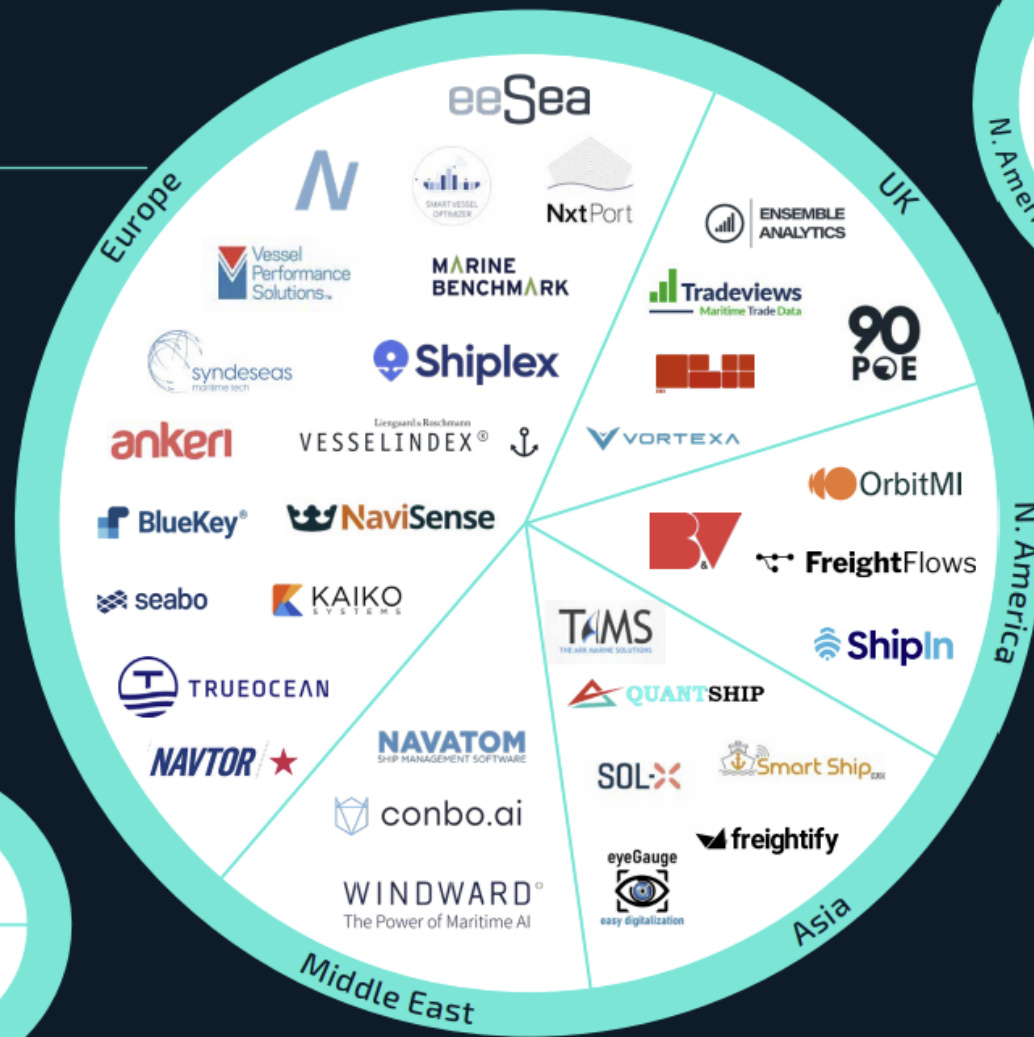 eeSea
N
SMART VESSEL
OPTIMIZER
NxtPort
Vessel
Performance
Solutions
MARINE
BENCHMARK
syndeseas
maritime tech
Shiplex
ankeri
Liengaard & Roschmann
VESSELINDEX®
BlueKey®
NaviSense
seabo
KAIKO
SYSTEMS
TRUEOCEAN
NAVTOR
Europe
UK
ENSEMBLE
ANALYTICS
Tradeviews
Maritime Trade Data
90
POE
VORTEXA
OrbitMI
B&V
FreightFlows
ShipIn
N. America
TAMS
THE ARK MARINE SOLUTIONS
QUANTSHIP
SOL-X
Smart Ship
freightify
eyeGauge
easy digitalization
Asia
NAVATOM
SHIP MANAGEMENT SOFTWARE
conbo.ai
WINDWARD
The Power of Maritime AI
Middle East
N. Amer